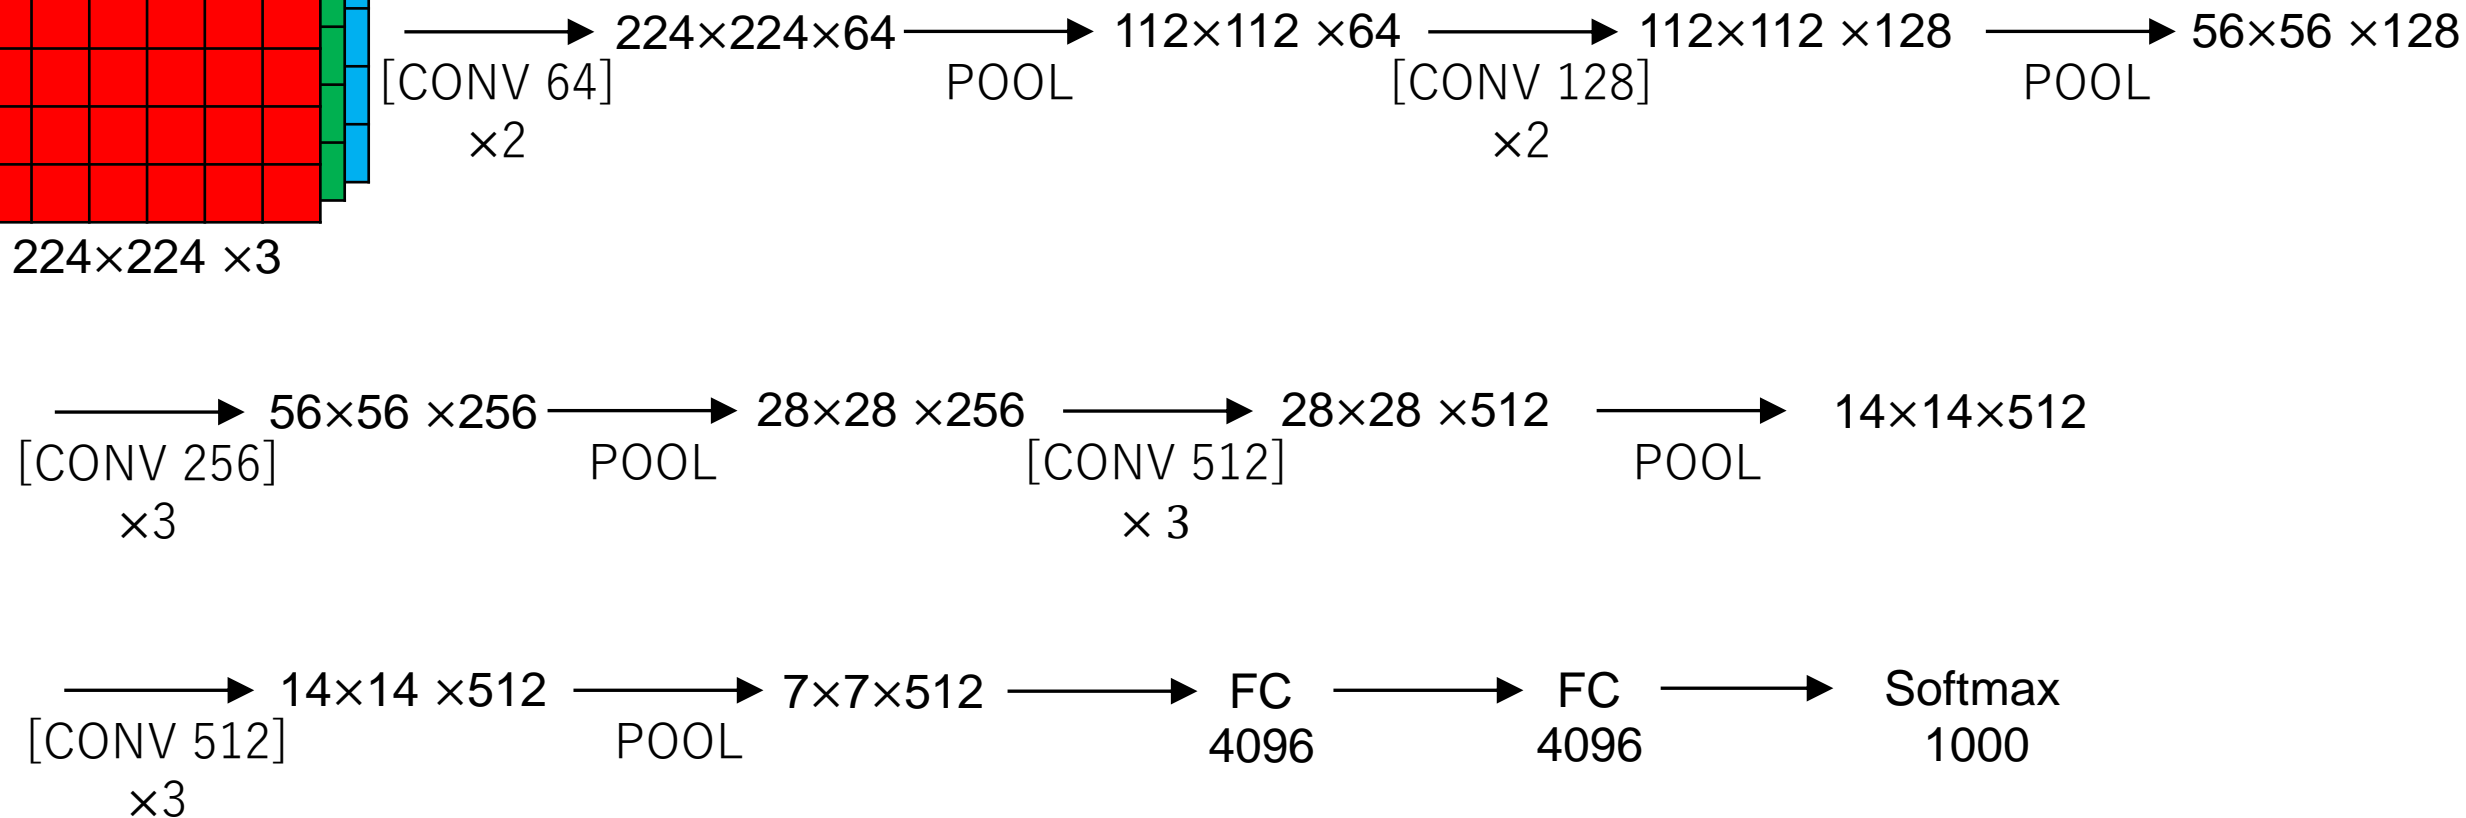 224×224×64 112×112 ×64 112×112 ×128 56×56 ×128
[CONV 64] POOL [CONV 128] POOL
×2 ×2
224×224 ×3
56×56 ×256 28×28 ×256 28×28 ×512 14×14×512
[CONV 256] POOL [CONV 512] POOL
×3 × 3
14×14 ×512 7×7×512 FC FC Softmax
[CONV 512] POOL 4096 4096 1000
×3